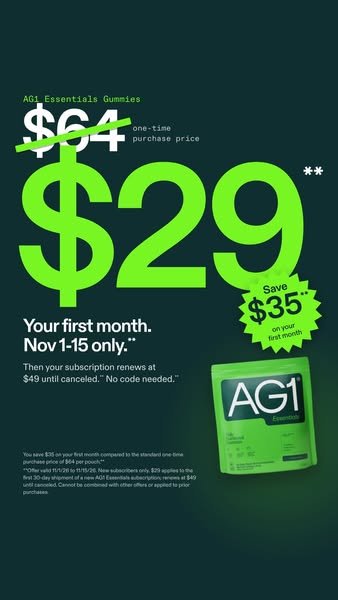 AG1 Essentials Gummies
$64 one-time
purchase price
$29**
Save
$35**
on your
first month
Your first month.
Nov 1-15 only.**
Then your subscription renews at
$49 until canceled.** No code needed.**
AG1®
Essentials
You save $35 on your first month compared to the standard one-time
purchase price of $64 per pouch.**
**Offer valid 11/1/26 to 11/15/26. New subscribers only. $29 applies to the
first 30-day shipment of a new AG1 Essentials subscription; renews at $49
until canceled. Cannot be combined with other offers or applied to prior
purchases